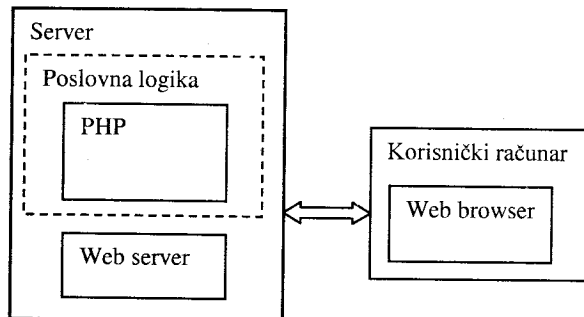 Server
Poslovna logika
PHP
Web server
Korisnički računar
Web browser